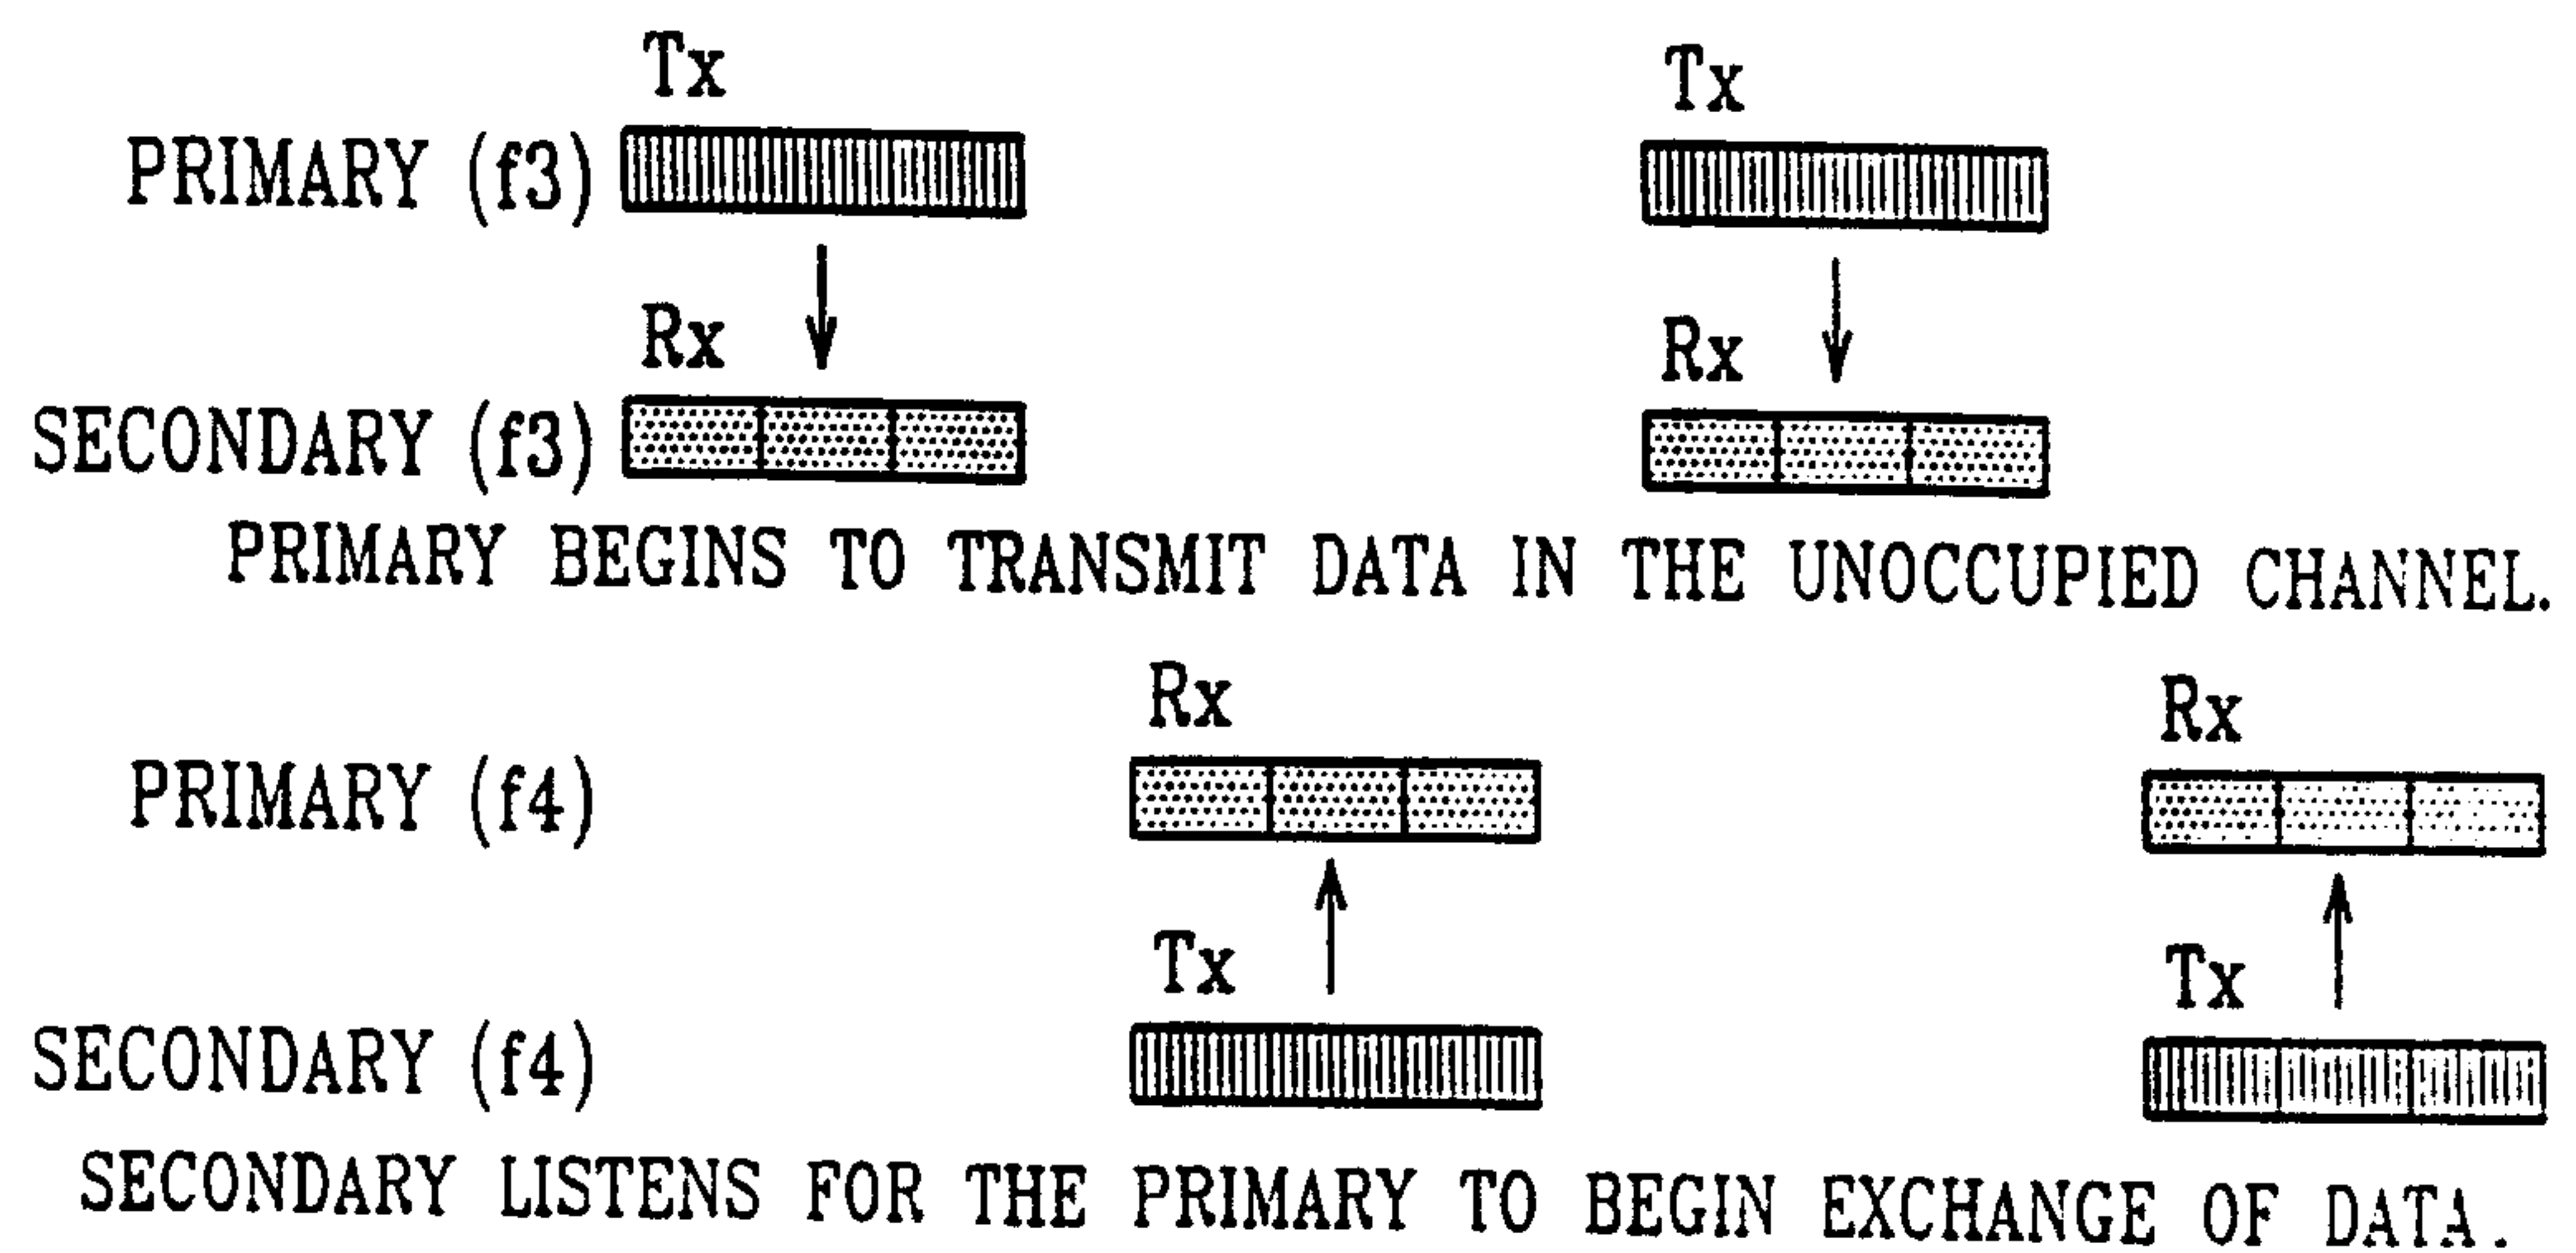 Tx Tx
PRIMARY (f3)
Rx Rx
SECONDARY (f3)
PRIMARY BEGINS TO TRANSMIT DATA IN THE UNOCCUPIED CHANNEL.
Rx Rx
PRIMARY (f4)
Tx Tx
SECONDARY (f4)
SECONDARY LISTENS FOR THE PRIMARY TO BEGIN EXCHANGE OF DATA.